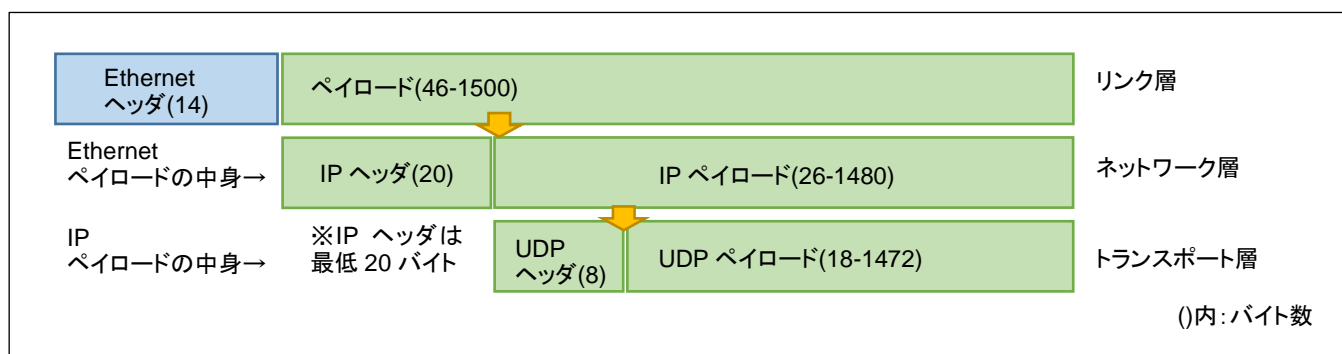 Ethernet
ヘッダ(14)
ペイロード(46-1500)
リンク層
Ethernet
ペイロードの中身→
IP ヘッダ(20)
IP ペイロード(26-1480)
ネットワーク層
IP
ペイロードの中身→
※IP ヘッダは
最低 20 バイト
UDP
ヘッダ(8)
UDP ペイロード(18-1472)
トランスポート層
()内：バイト数